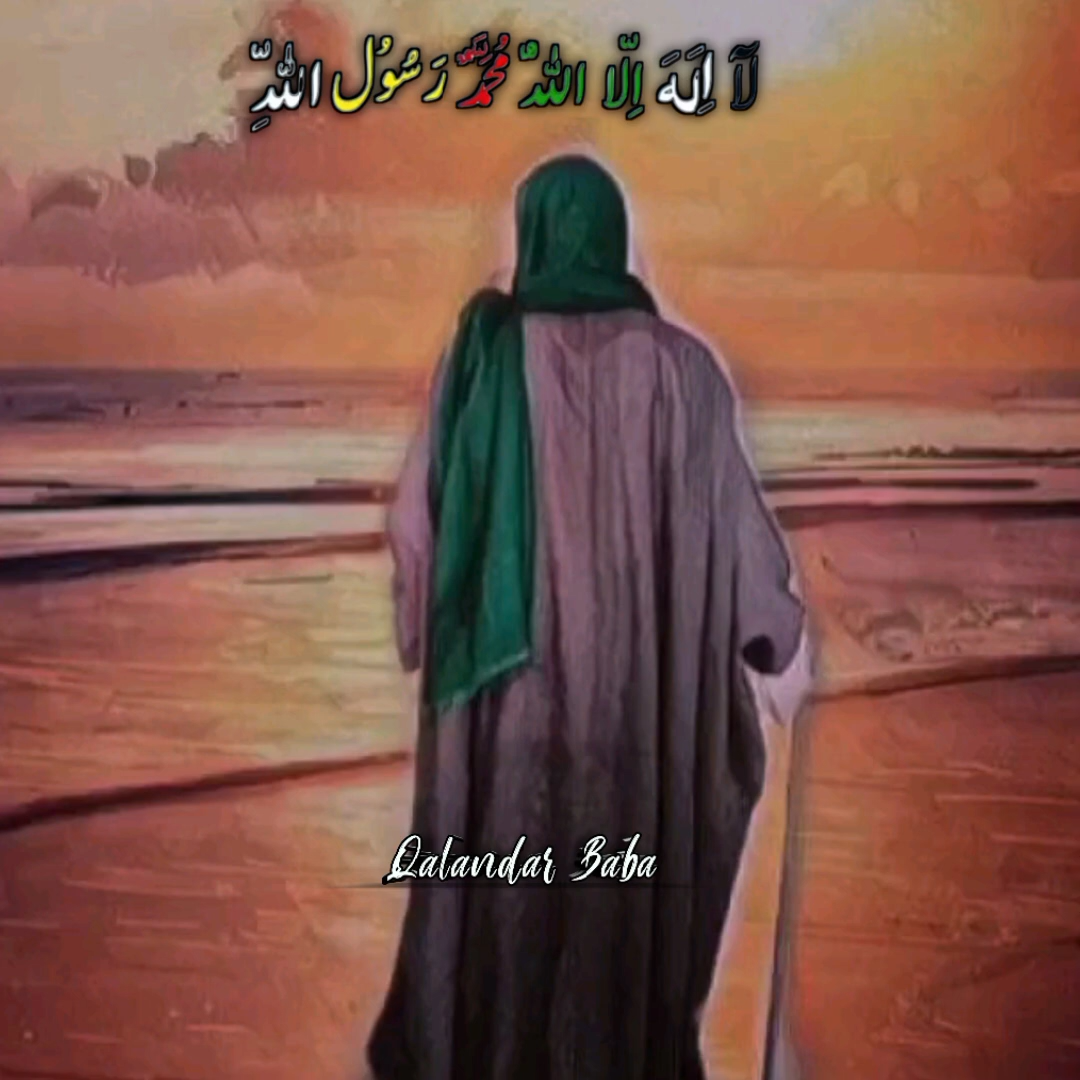 لَآ اِلٰهَ اِلَّا اللّٰهُ مُحَمَّدٌ رَّسُوْلُ اللّٰهِ
Qalandar Baba